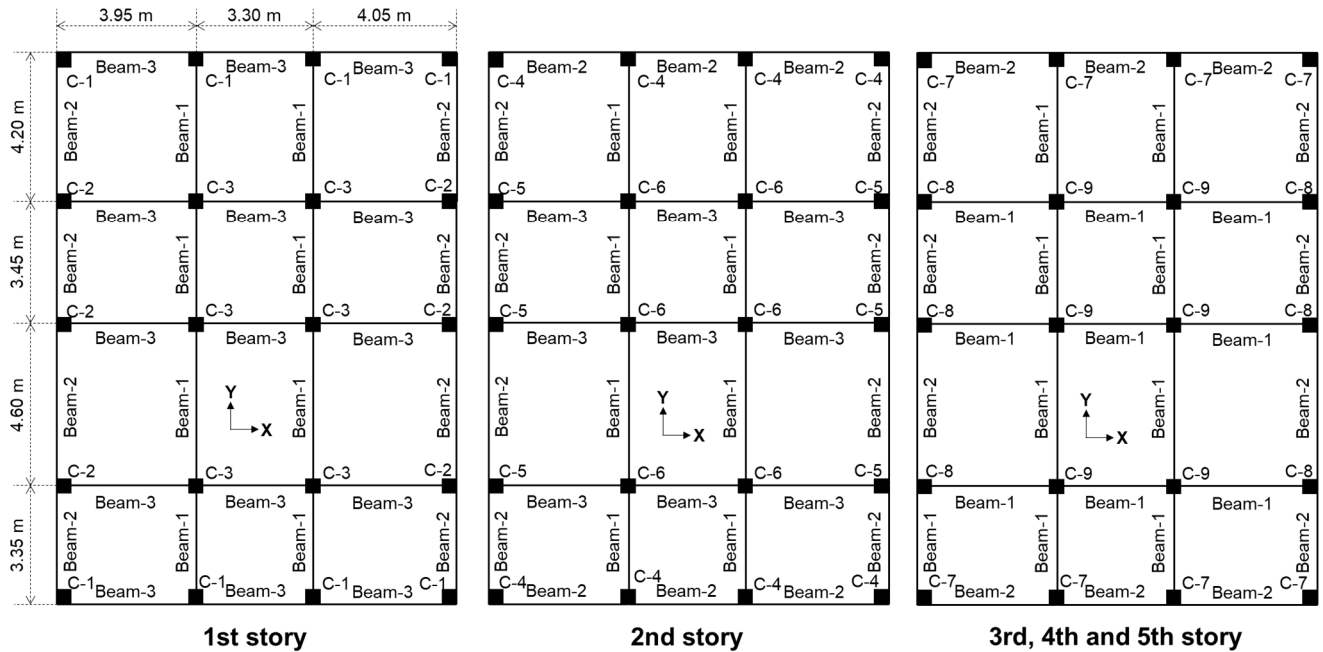 3.95 m 3.30 m 4.05 m
Beam-3 Beam-3 Beam-3
C-1 C-1 C-1 C-1
4.20 m
Beam-2 Beam-1 Beam-1 Beam-2
C-2 C-3 C-3 C-2
Beam-3 Beam-3 Beam-3
3.45 m
Beam-2 Beam-1 Beam-1 Beam-2
C-2 C-3 C-3 C-2
Beam-3 Beam-3 Beam-3
4.60 m
Beam-2 Beam-1 Beam-1 Beam-2
Y
X
C-2 C-3 C-3 C-2
Beam-3 Beam-3 Beam-3
3.35 m
Beam-2 Beam-1 Beam-1 Beam-2
C-1 C-1 C-1 C-1
Beam-3 Beam-3 Beam-3
1st story
Beam-2 Beam-2 Beam-2
C-4 C-4 C-4 C-4
Beam-2 Beam-1 Beam-1 Beam-2
C-5 C-6 C-6 C-5
Beam-3 Beam-3 Beam-3
Beam-2 Beam-1 Beam-1 Beam-2
C-5 C-6 C-6 C-5
Beam-3 Beam-3 Beam-3
Beam-2 Beam-1 Beam-1 Beam-2
Y
X
C-5 C-6 C-6 C-5
Beam-3 Beam-3 Beam-3
Beam-2 Beam-1 Beam-1 Beam-2
C-4 C-4 C-4 C-4
Beam-2 Beam-2 Beam-2
2nd story
Beam-2 Beam-2 Beam-2
C-7 C-7 C-7 C-7
Beam-2 Beam-1 Beam-1 Beam-2
C-8 C-9 C-9 C-8
Beam-1 Beam-1 Beam-1
Beam-2 Beam-1 Beam-1 Beam-2
C-8 C-9 C-9 C-8
Beam-1 Beam-1 Beam-1
Beam-2 Beam-1 Beam-1 Beam-2
Y
X
C-8 C-9 C-9 C-8
Beam-1 Beam-1 Beam-1
Beam-1 Beam-1 Beam-1 Beam-2
C-7 C-7 C-7 C-7
Beam-2 Beam-2 Beam-2
3rd, 4th and 5th story